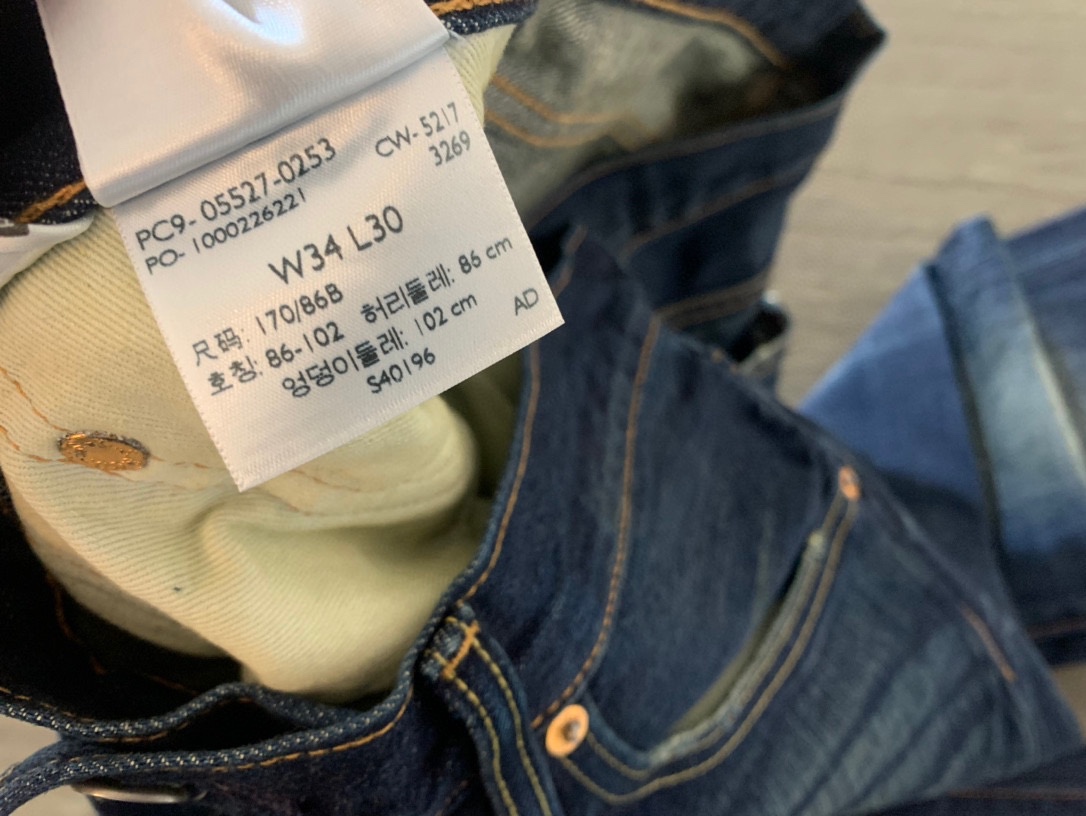 PC9- 05527-0253 CW- 5217
PO- 1000226221 3269
W34 L30
尺码: 170/86B
호칭: 86-102 허리둘레: 86 cm
엉덩이둘레: 102 cm AD
S40196